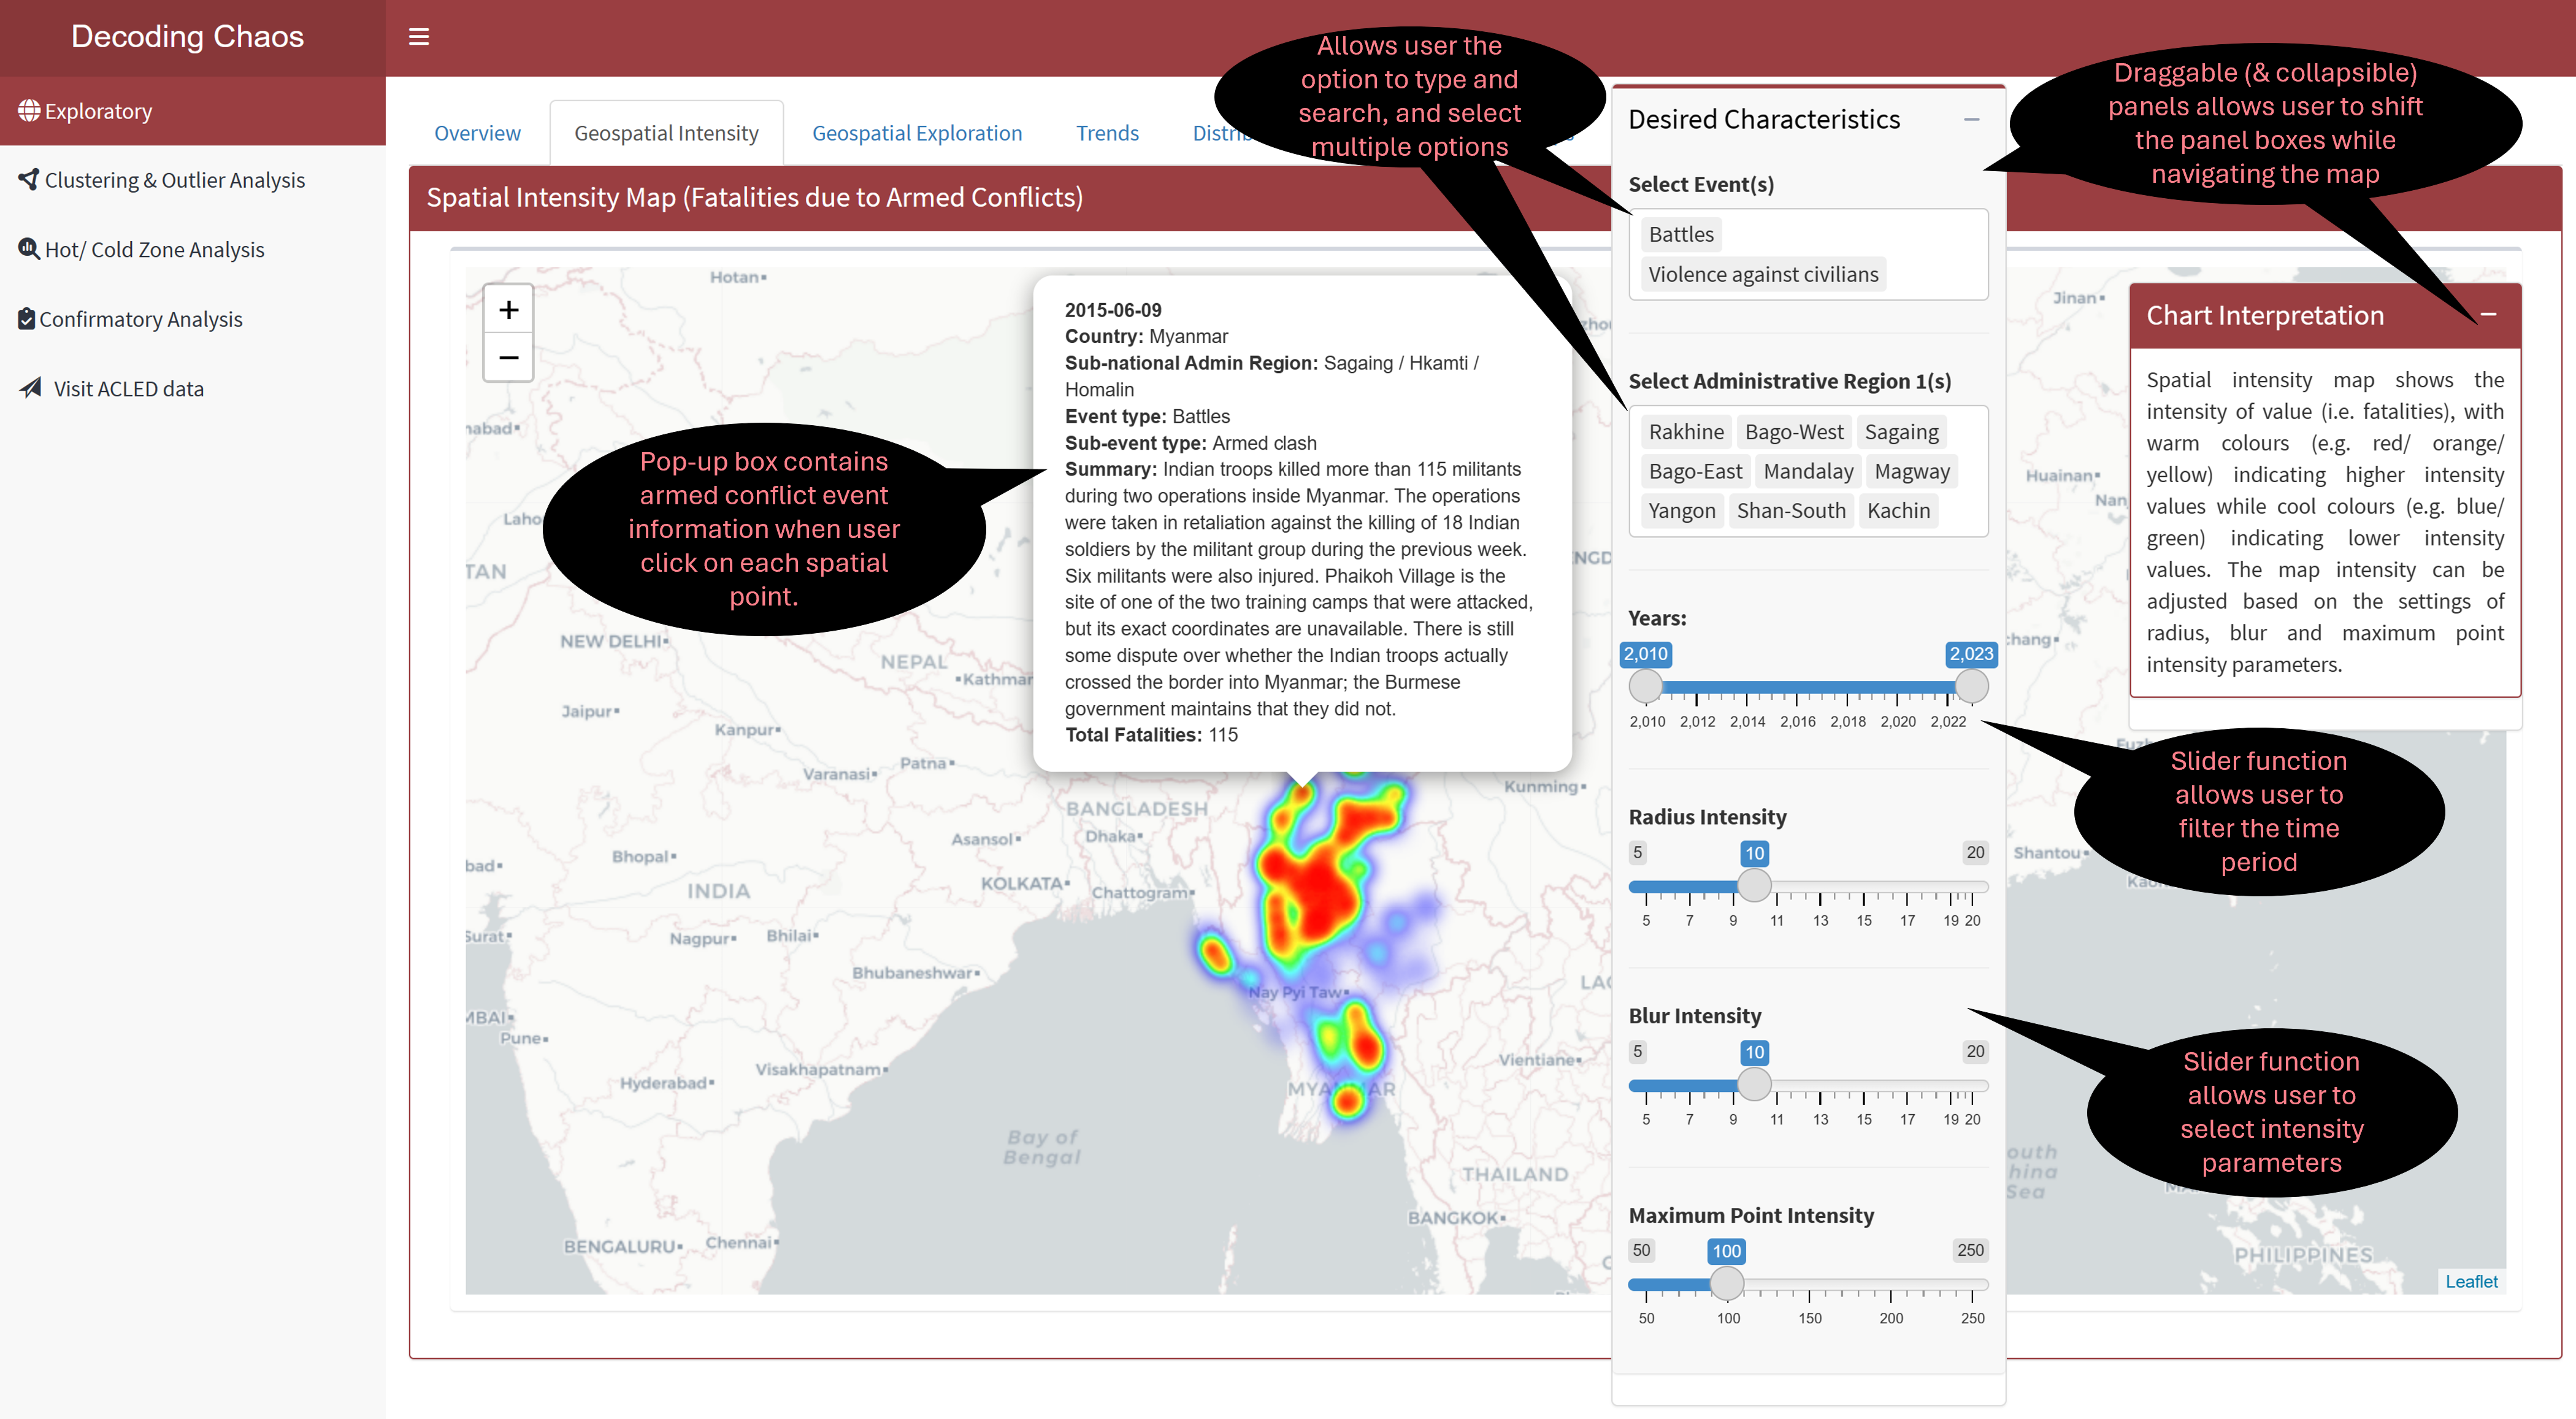 Decoding Chaos
Exploratory
Clustering & Outlier Analysis
Hot/ Cold Zone Analysis
Confirmatory Analysis
Visit ACLED data
Overview
Geospatial Intensity
Geospatial Exploration
Trends
Allows user the
option to type and
search, and select
multiple options
Draggable (& collapsible)
panels allows user to shift
the panel boxes while
navigating the map
Spatial Intensity Map (Fatalities due to Armed Conflicts)
+
−
Pop-up box contains
armed conflict event
information when user
click on each spatial
point.
2015-06-09
Country: Myanmar
Sub-national Admin Region: Sagaing / Hkamti /
Homalin
Event type: Battles
Sub-event type: Armed clash
Summary: Indian troops killed more than 115 militants
during two operations inside Myanmar. The operations
were taken in retaliation against the killing of 18 Indian
soldiers by the militant group during the previous week.
Six militants were also injured. Phaikoh Village is the
site of one of the two training camps that were attacked,
but its exact coordinates are unavailable. There is still
some dispute over whether the Indian troops actually
crossed the border into Myanmar; the Burmese
government maintains that they did not.
Total Fatalities: 115
Hotan
NEW DELHI
NEPAL
Jaipur
Kanpur
Varanasi
Patna
BANGLADESH
Asansol
Dhaka
Bhopal
INDIA
KOLKATA
Chattogram
Surat
Nagpur
Bhilai
Bhubaneshwar
Nay Pyi Taw
Pune
Hyderabad
Visakhapatnam
MYANMAR
Bay of
Bengal
BENGALURU
Chennai
Kunming
Vientiane
THAILAND
BANGKOK
Desired Characteristics
Select Event(s)
Battles
Violence against civilians
Select Administrative Region 1(s)
Rakhine Bago-West Sagaing
Bago-East Mandalay Magway
Yangon Shan-South Kachin
Years:
2,010 2,023
2,010 2,012 2,014 2,016 2,018 2,020 2,022
Radius Intensity
5 10 20
5 7 9 11 13 15 17 19 20
Blur Intensity
5 10 20
5 7 9 11 13 15 17 19 20
Maximum Point Intensity
50 100 250
50 100 150 200 250
Jinan
Huainan
Shantou
PHILIPPINES
Chart Interpretation
Spatial intensity map shows the
intensity of value (i.e. fatalities), with
warm colours (e.g. red/ orange/
yellow) indicating higher intensity
values while cool colours (e.g. blue/
green) indicating lower intensity
values. The map intensity can be
adjusted based on the settings of
radius, blur and maximum point
intensity parameters.
Slider function
allows user to
filter the time
period
Slider function
allows user to
select intensity
parameters
Leaflet